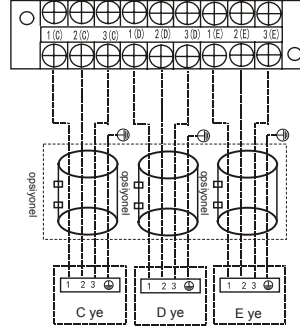 1(C) 2(C) 3(C) 1(D) 2(D) 3(D) 1(E) 2(E) 3(E)
opsiyonel
opsiyonel
opsiyonel
1 2 3
1 2 3
1 2 3
C ye
D ye
E ye